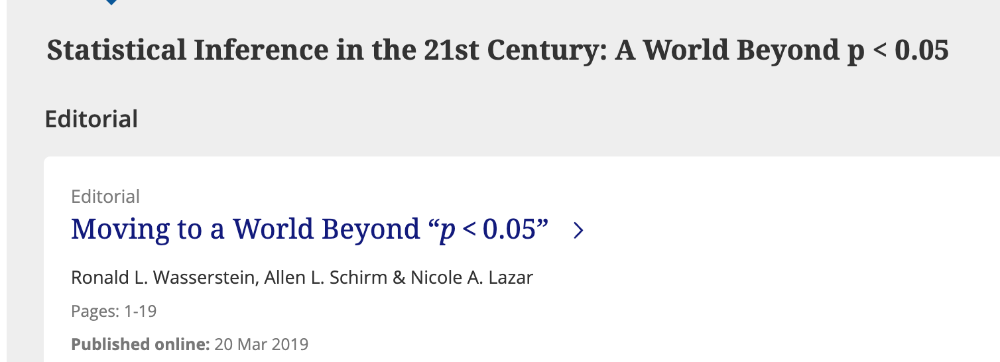 Statistical Inference in the 21st Century: A World Beyond p < 0.05
Editorial
Editorial
Moving to a World Beyond “p < 0.05”
Ronald L. Wasserstein, Allen L. Schirm & Nicole A. Lazar
Pages: 1-19
Published online: 20 Mar 2019